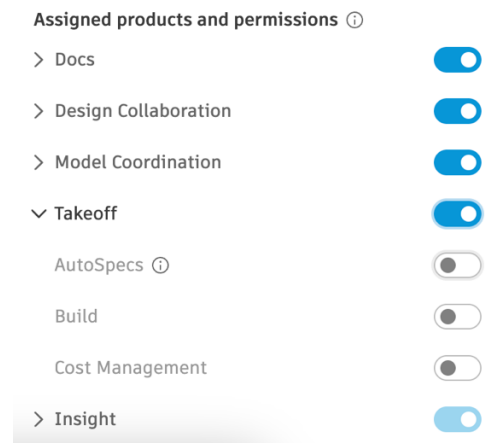 Assigned products and permissions
Docs
Design Collaboration
Model Coordination
Takeoff
AutoSpecs
Build
Cost Management
Insight